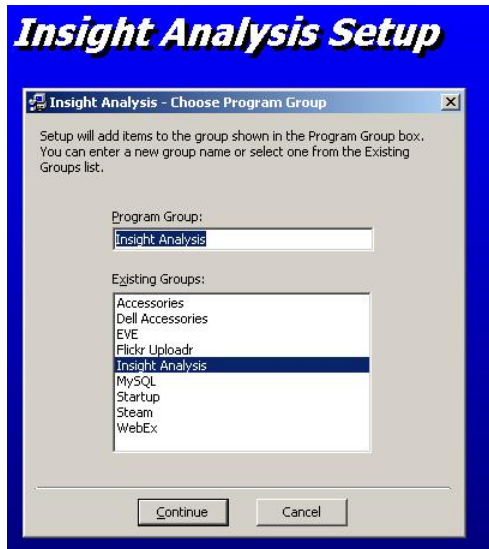 Insight Analysis Setup
Insight Analysis - Choose Program Group
Setup will add items to the group shown in the Program Group box.
You can enter a new group name or select one from the Existing
Groups list.
Program Group:
Insight Analysis
Existing Groups:
Accessories
Dell Accessories
EVE
Flickr Uploadr
Insight Analysis
MySQL
Startup
Steam
WebEx
Continue
Cancel